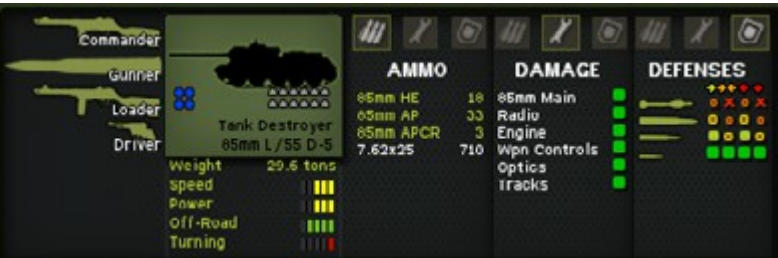 Commander
Gunner
Loader
Driver
Tank Destroyer
85mm L/55 D-5
Weight 29.6 tons
Speed
Power
Off-Road
Turning
AMMO
85mm HE 18
85mm AP 33
85mm APCR 3
7.62x25 710
DAMAGE
85mm Main
Radio
Engine
Wpn Controls
Optics
Tracks
DEFENSES